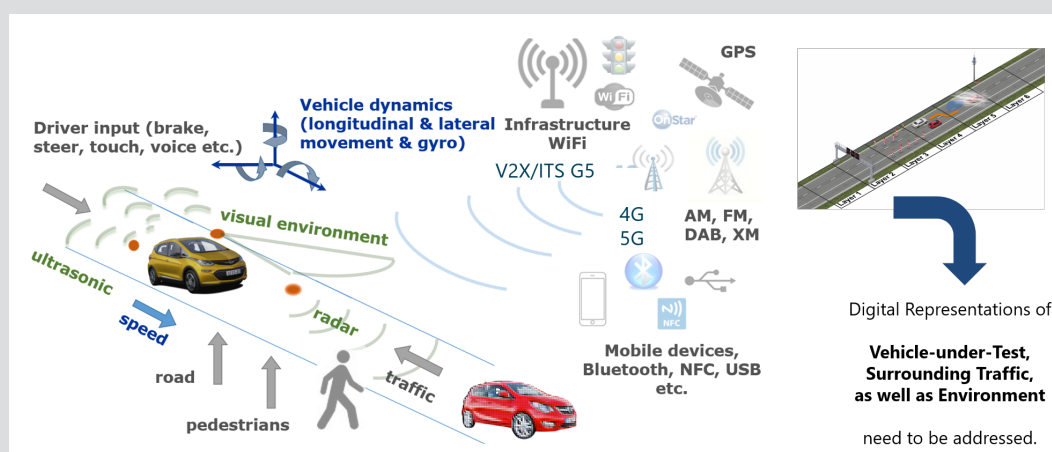 Driver input (brake,
steer, touch, voice etc.)
Vehicle dynamics
(longitudinal & lateral
movement & gyro)
Infrastructure
WiFi
V2X/ITS G5
WiFi
GPS
OnStar
4G
5G
AM, FM,
DAB, XM
NFC
Mobile devices,
Bluetooth, NFC, USB
etc.
visual environment
ultrasonic
radar
speed
road
pedestrians
traffic
Layer 1
Layer 2
Layer 3
Layer 4
Layer 5
Layer 6
Digital Representations of
Vehicle-under-Test,
Surrounding Traffic,
as well as Environment
need to be addressed.